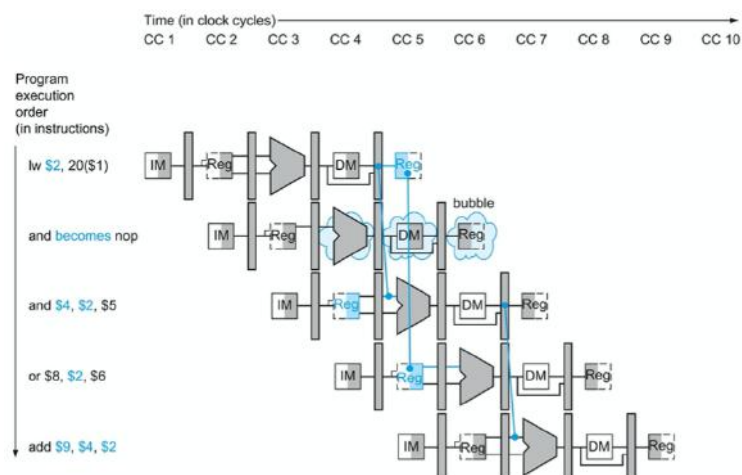 Time (in clock cycles)
CC 1 CC 2 CC 3 CC 4 CC 5 CC 6 CC 7 CC 8 CC 9 CC 10
Program
execution
order
(in instructions)
lw $2, 20($1) IM Reg DM Reg
bubble
and becomes nop IM Reg DM Reg
and $4, $2, $5 IM Reg DM Reg
or $8, $2, $6 IM Reg DM Reg
add $9, $4, $2 IM Reg DM Reg